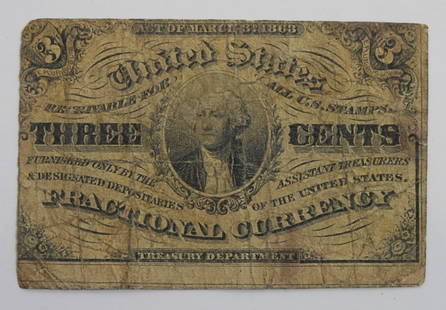 ACT OF MARCH 3d 1863
3 3
United States
RECEIVABLE FOR ALL U.S. STAMPS.
THREE CENTS
FURNISHED ONLY BY THE ASSISTANT TREASURERS
& DESIGNATED DEPOSITARIES OF THE UNITED STATES.
FRACTIONAL CURRENCY
TREASURY DEPARTMENT